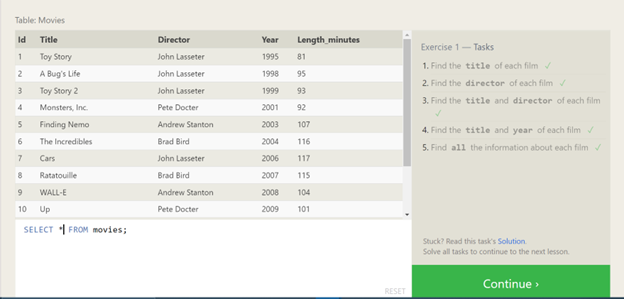 Table: Movies
Id Title Director Year Length_minutes
1 Toy Story John Lasseter 1995 81
2 A Bug's Life John Lasseter 1998 95
3 Toy Story 2 John Lasseter 1999 93
4 Monsters, Inc. Pete Docter 2001 92
5 Finding Nemo Andrew Stanton 2003 107
6 The Incredibles Brad Bird 2004 116
7 Cars John Lasseter 2006 117
8 Ratatouille Brad Bird 2007 115
9 WALL-E Andrew Stanton 2008 104
10 Up Pete Docter 2009 101
SELECT * FROM movies;
RESET
Exercise 1 — Tasks
1. Find the title of each film ✓
2. Find the director of each film ✓
3. Find the title and director of each film
✓
4. Find the title and year of each film ✓
5. Find all the information about each film ✓
Stuck? Read this task's Solution.
Solve all tasks to continue to the next lesson.
Continue ›